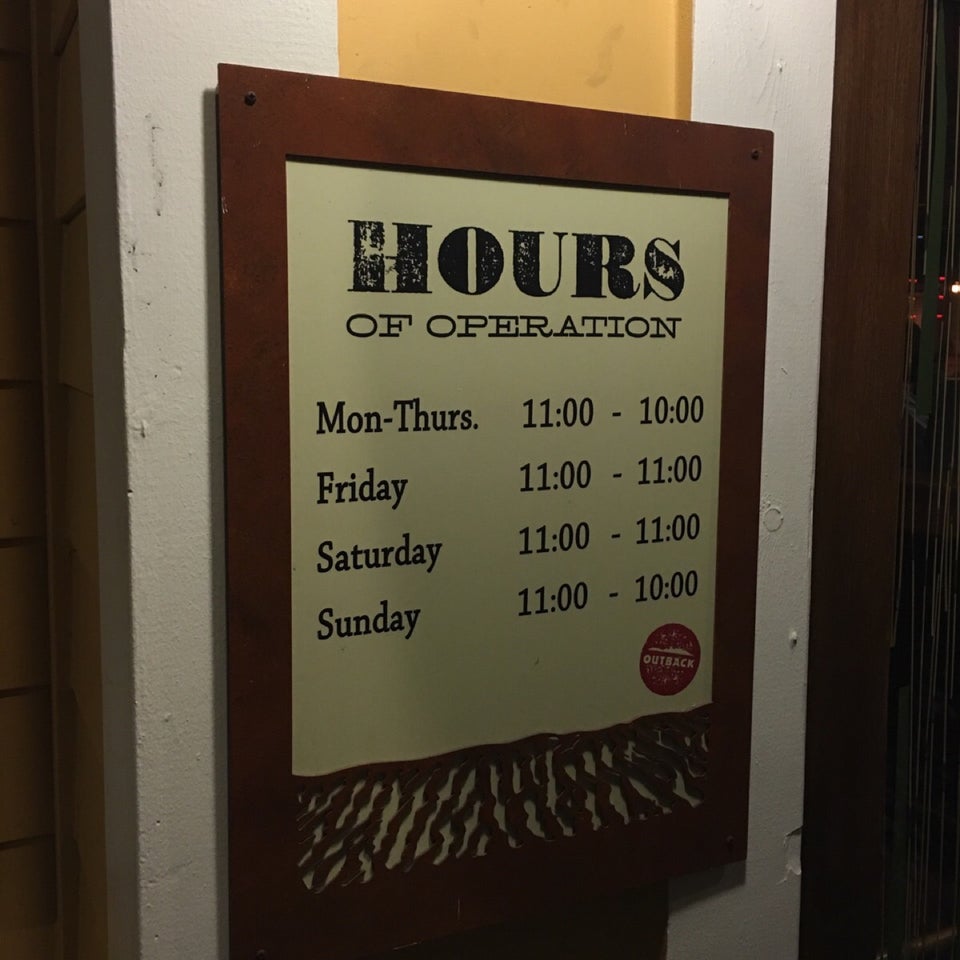 HOURS
OF OPERATION
Mon-Thurs. 11:00 - 10:00
Friday 11:00 - 11:00
Saturday 11:00 - 11:00
Sunday 11:00 - 10:00
OUTBACK